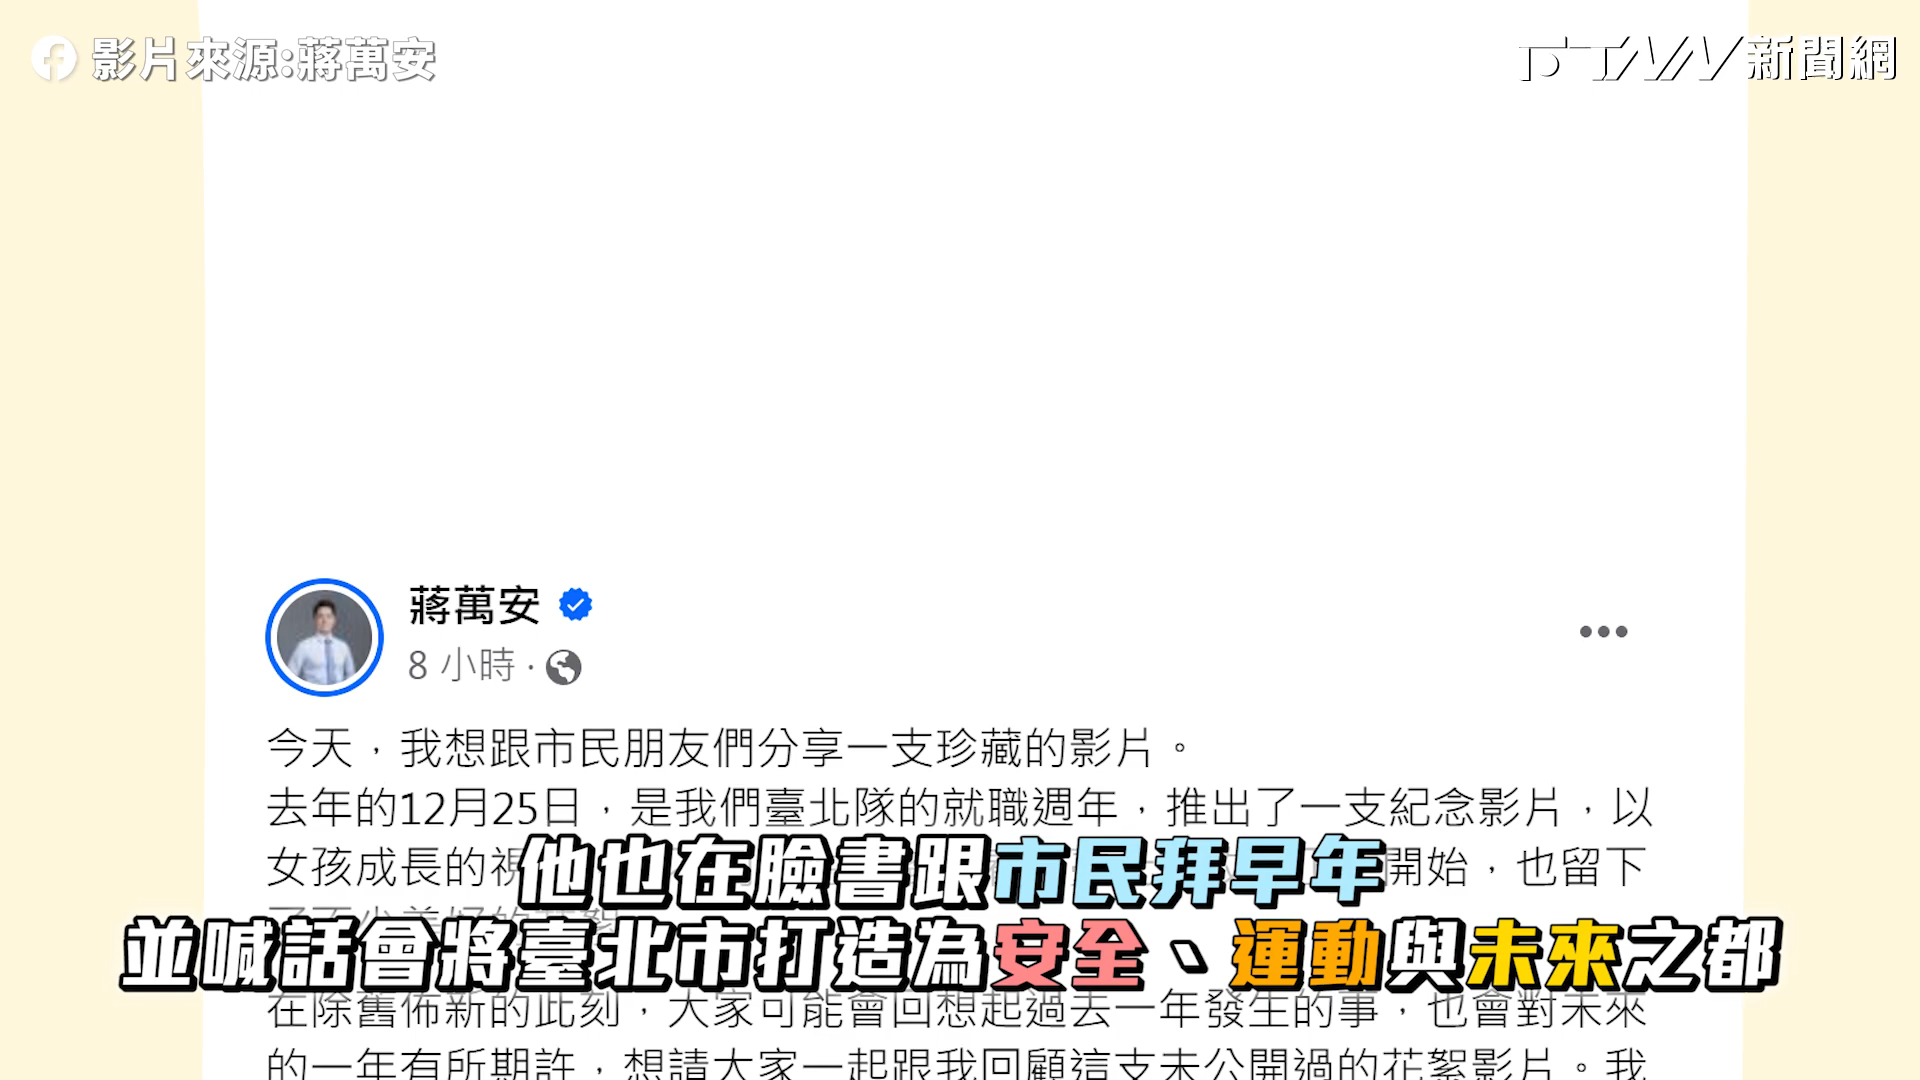 影片來源:蔣萬安
CTWW新聞網
蔣萬安
8 小時
今天，我想跟市民朋友們分享一支珍藏的影片。
去年的12月25日，是我們臺北隊的就職週年，推出了一支紀念影片，以
女孩成長的視
開始，也留下
他也在臉書跟市民拜早年
並喊話會將臺北市打造為安全、運動與未來之都
在除舊佈新的此刻，大家可能會回想起過去一年發生的事，也會對未來
的一年有所期許，想請大家一起跟我回顧這支未公開過的花絮影片。我